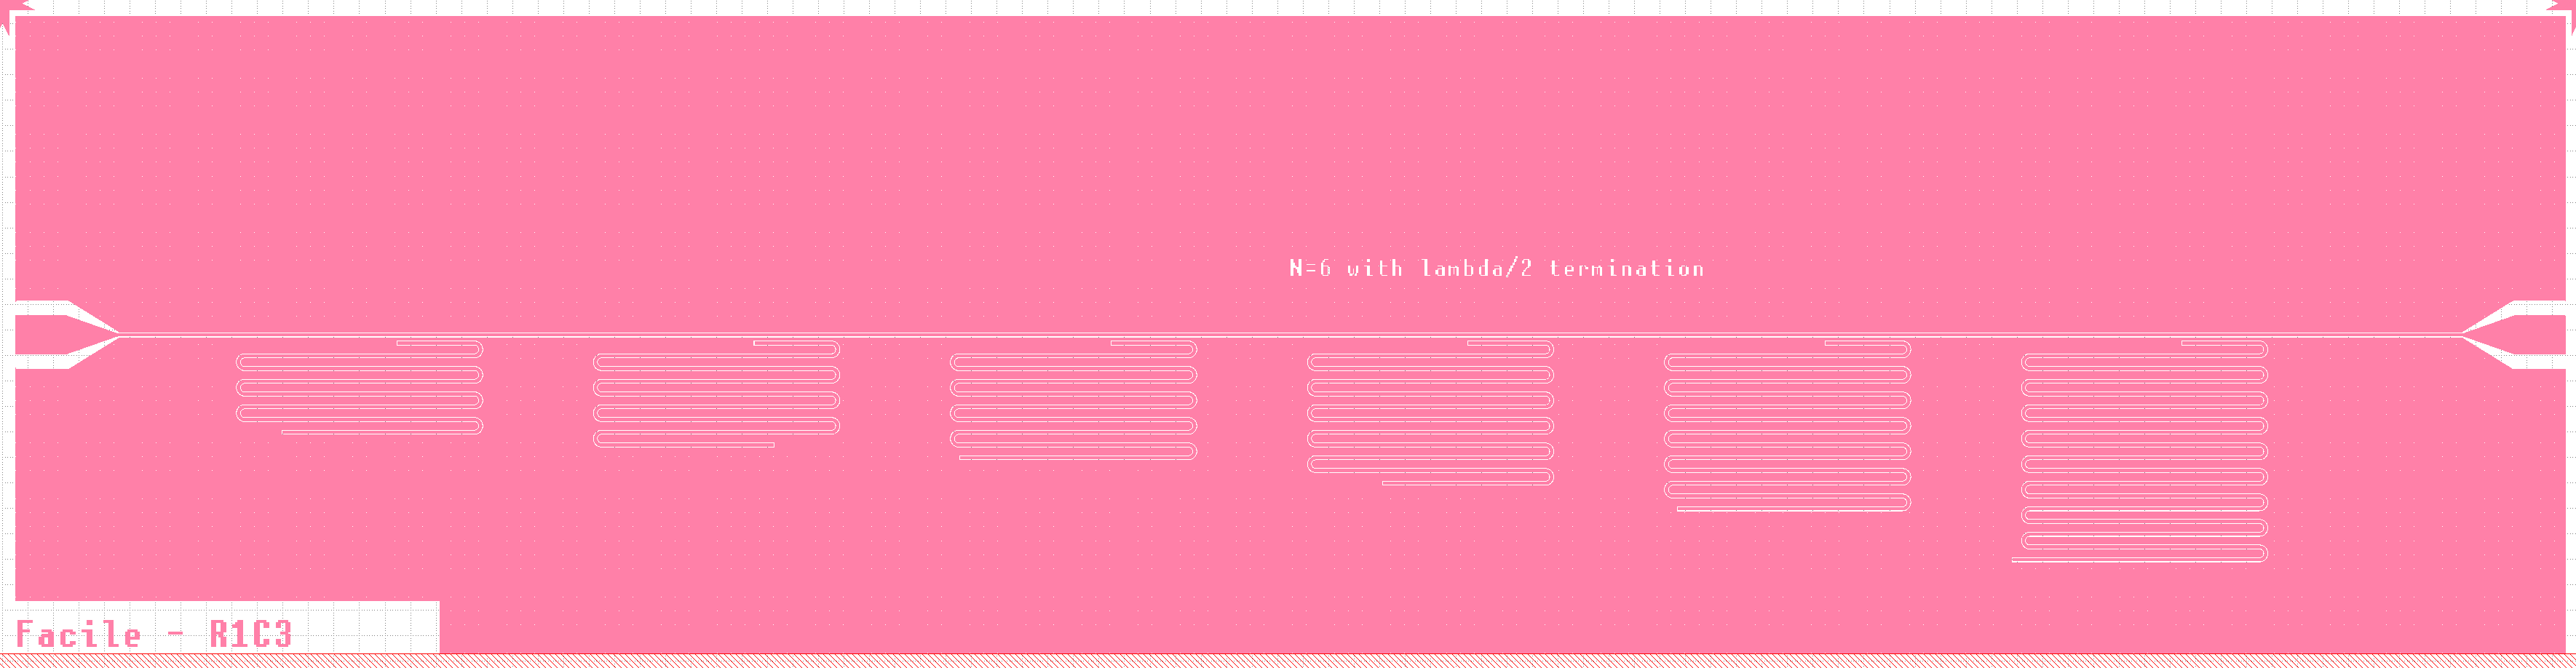 N=6 with lambda/2 termination
Facile - R1C3